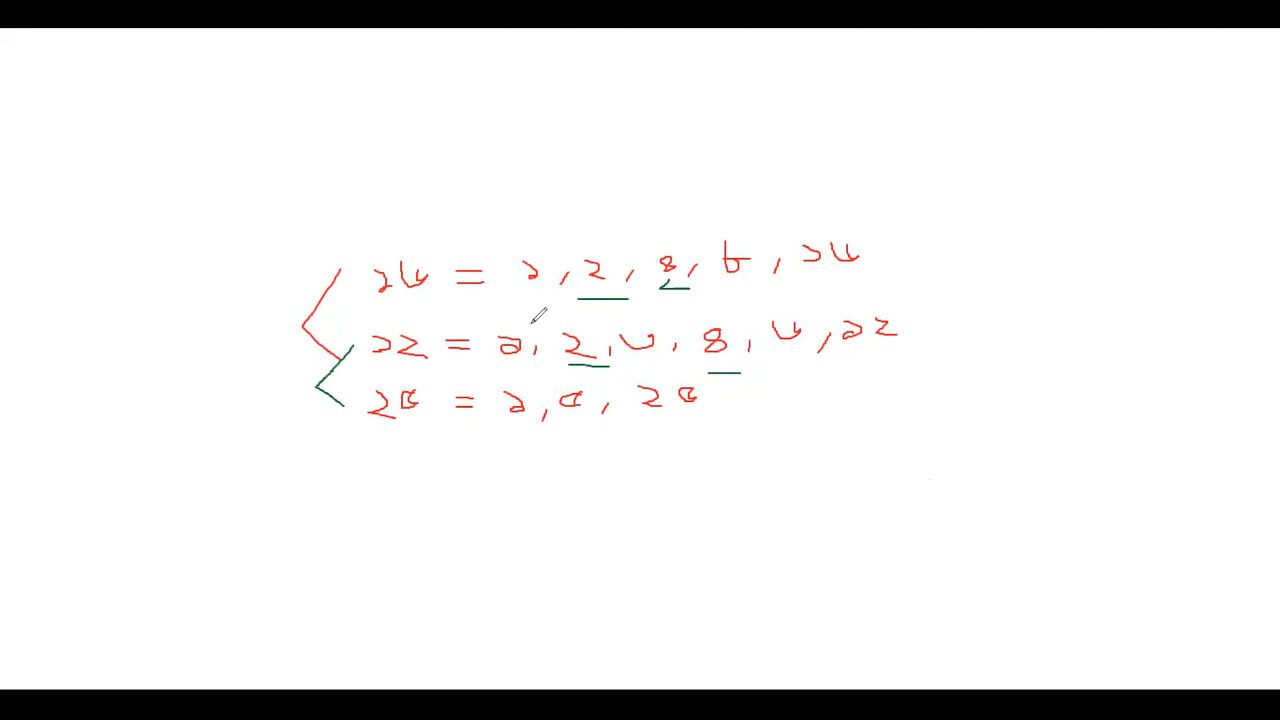 ১৬ = ১, ২, ৪, ৮, ১৬
১২ = ১, ২, ৩, ৪, ৬, ১২
২৫ = ১, ৫, ২৫